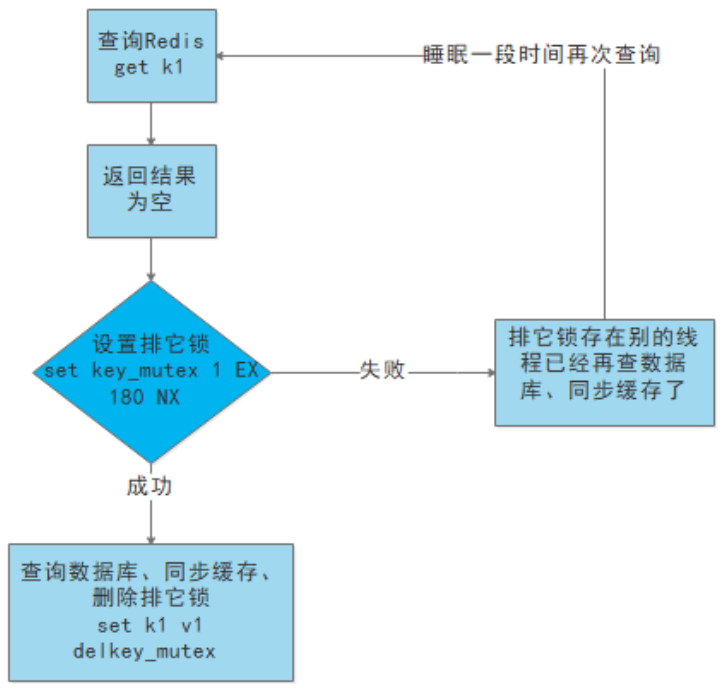 查询Redis
get k1
睡眠一段时间再次查询
返回结果
为空
设置排它锁
set key_mutex 1 EX
180 NX
失败
排它锁存在别的线
程已经再查数据
库、同步缓存了
成功
查询数据库、同步缓存、
删除排它锁
set k1 v1
delkey_mutex